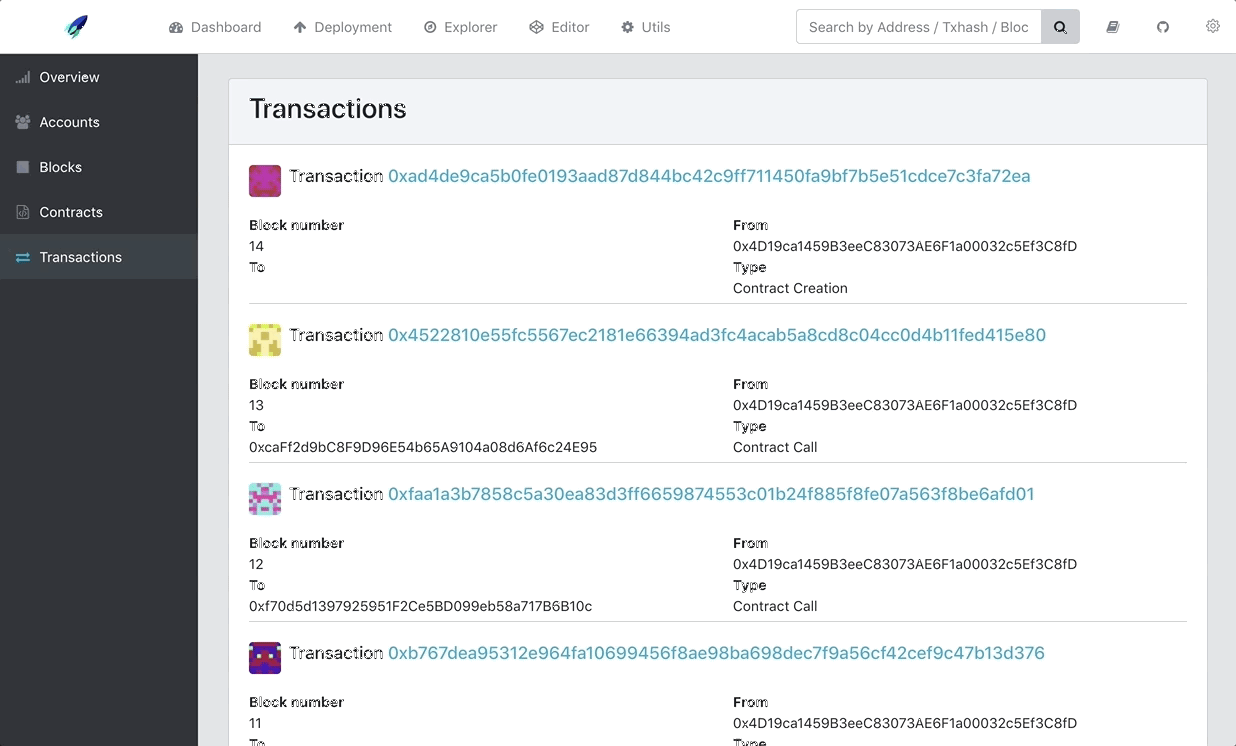 Dashboard Deployment Explorer Editor Utils Search by Address / Txhash / Bloc
Overview
Accounts
Blocks
Contracts
Transactions
Transactions
Transaction 0xad4de9ca5b0fe0193aad87d844bc42c9ff711450fa9bf7b5e51cdce7c3fa72ea
Block number From
14 0x4D19ca1459B3eeC83073AE6F1a00032c5Ef3C8fD
To Type
Contract Creation
Transaction 0x4522810e55fc5567ec2181e66394ad3fc4acab5a8cd8c04cc0d4b11fed415e80
Block number From
13 0x4D19ca1459B3eeC83073AE6F1a00032c5Ef3C8fD
To Type
0xcaFf2d9bC8F9D96E54b65A9104a08d6Af6c24E95 Contract Call
Transaction 0xfaa1a3b7858c5a30ea83d3ff6659874553c01b24f885f8fe07a563f8be6afd01
Block number From
12 0x4D19ca1459B3eeC83073AE6F1a00032c5Ef3C8fD
To Type
0xf70d5d1397925951F2Ce5BD099eb58a717B6B10c Contract Call
Transaction 0xb767dea95312e964fa10699456f8ae98ba698dec7f9a56cf42cef9c47b13d376
Block number From
11 0x4D19ca1459B3eeC83073AE6F1a00032c5Ef3C8fD
To Type